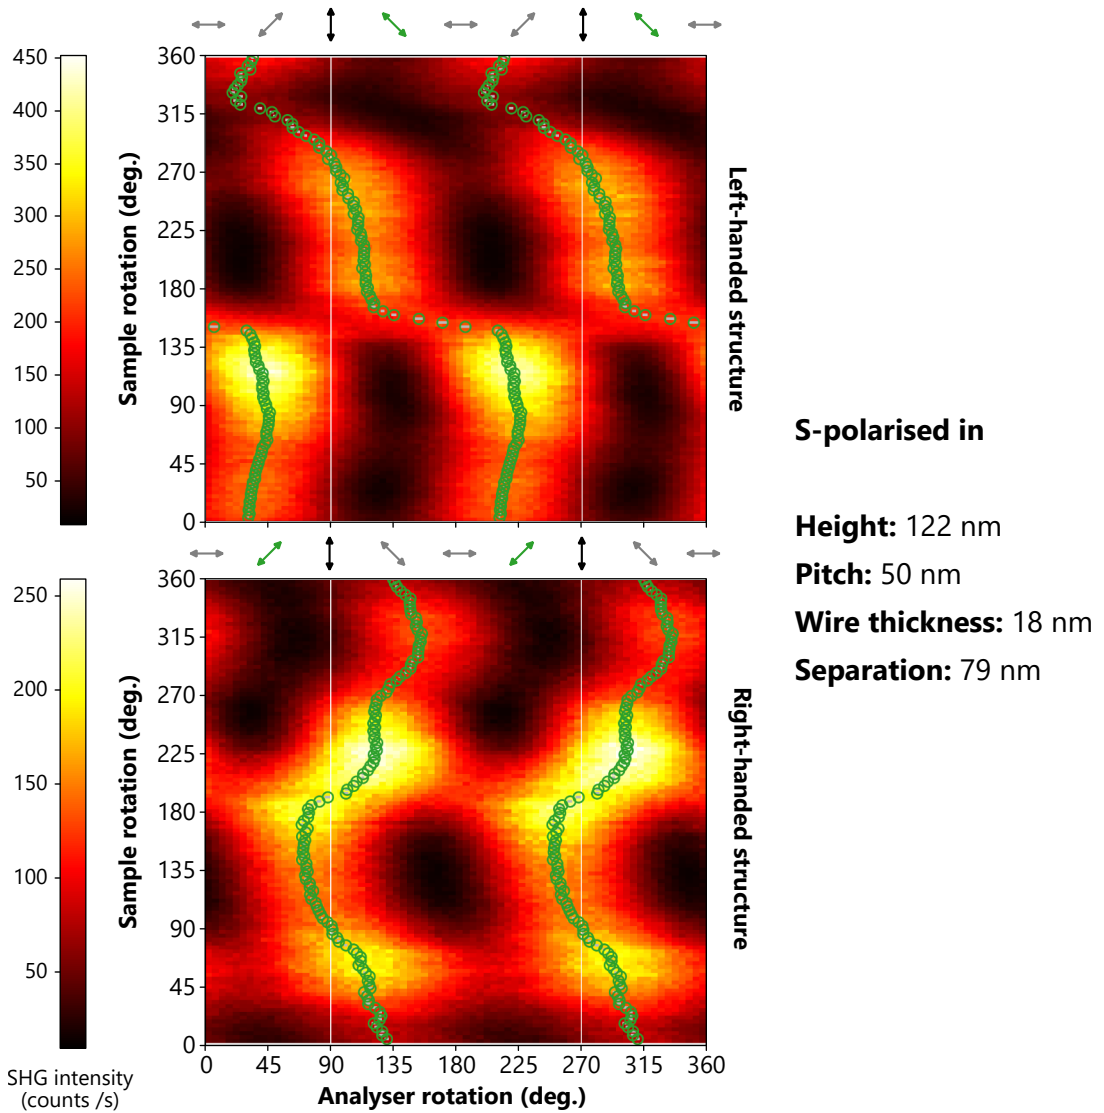 450
400
350
300
250
200
150
100
50
360
315
270
225
180
135
90
45
0
Sample rotation (deg.)
Left-handed structure
S-polarised in
Height: 122 nm
Pitch: 50 nm
Wire thickness: 18 nm
Separation: 79 nm
250
200
150
100
50
SHG intensity
(counts /s)
360
315
270
225
180
135
90
45
0
Sample rotation (deg.)
Right-handed structure
0 45 90 135 180 225 270 315 360
Analyser rotation (deg.)